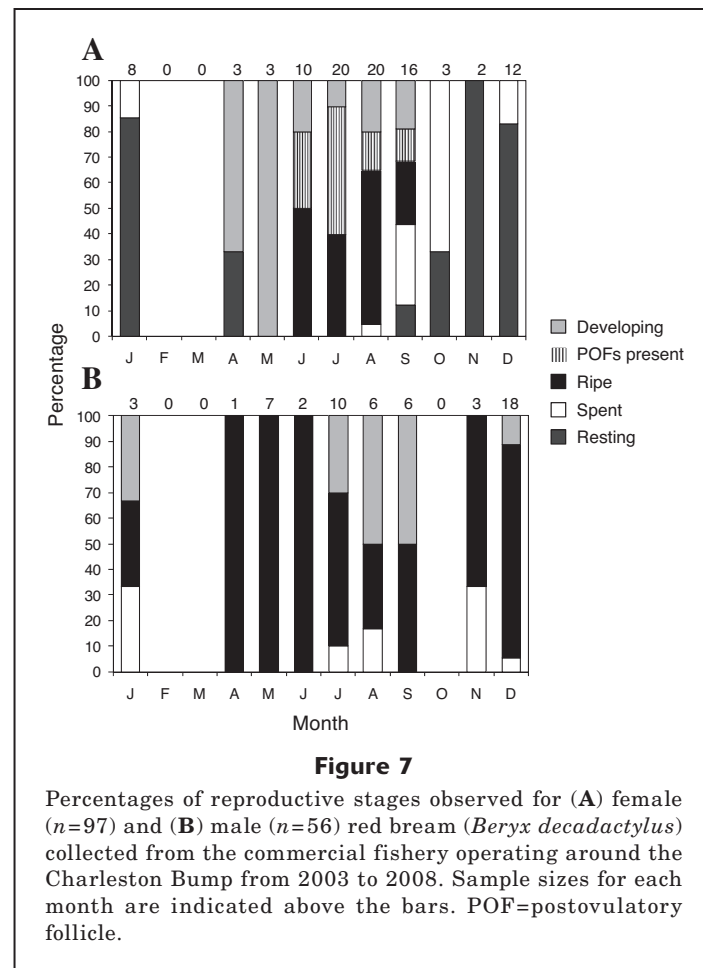 A
8 0 0 3 3 10 20 20 16 3 2 12
100
90
80
70
60
50
40
30
20
10
0
J F M A M J J A S O N D
Percentage
Developing
POFs present
Ripe
Spent
Resting
B
3 0 0 1 7 2 10 6 6 0 3 18
100
90
80
70
60
50
40
30
20
10
0
J F M A M J J A S O N D
Month
Figure 7
Percentages of reproductive stages observed for (A) female
(n=97) and (B) male (n=56) red bream (Beryx decadactylus)
collected from the commercial fishery operating around the
Charleston Bump from 2003 to 2008. Sample sizes for each
month are indicated above the bars. POF=postovulatory
follicle.